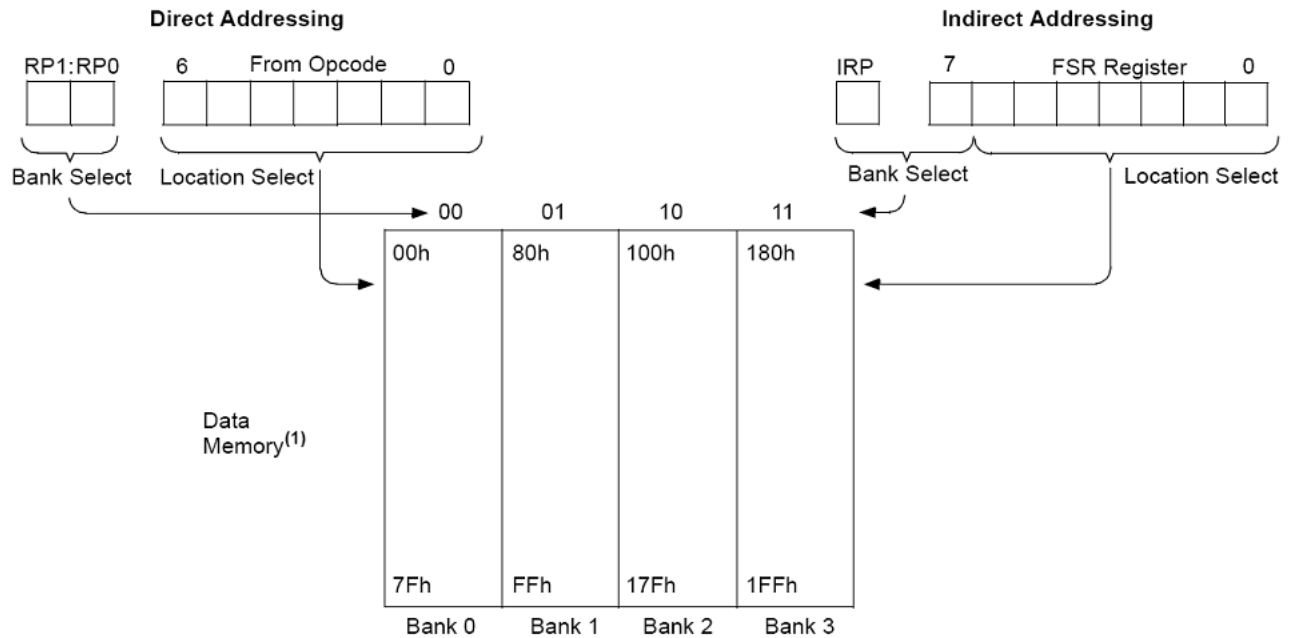 Direct Addressing
Indirect Addressing
RP1:RP0 6 From Opcode 0
IRP 7 FSR Register 0
Bank Select Location Select
Bank Select Location Select
00 01 10 11
00h 80h 100h 180h
Data
Memory(1)
7Fh FFh 17Fh 1FFh
Bank 0 Bank 1 Bank 2 Bank 3